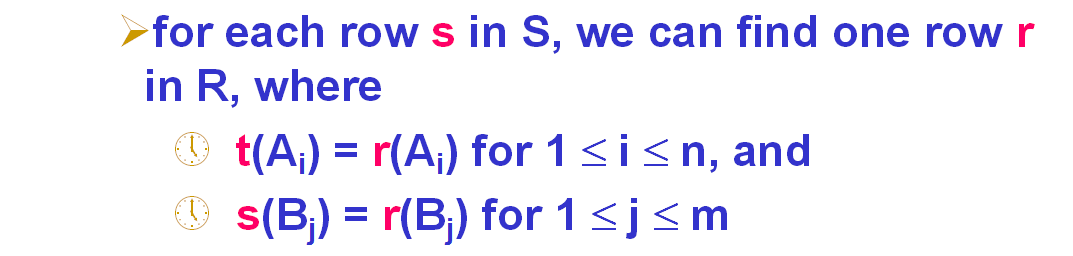 ➢for each row s in S, we can find one row r
in R, where
t(Aᵢ) = r(Aᵢ) for 1 ≤ i ≤ n, and
s(Bⱼ) = r(Bⱼ) for 1 ≤ j ≤ m